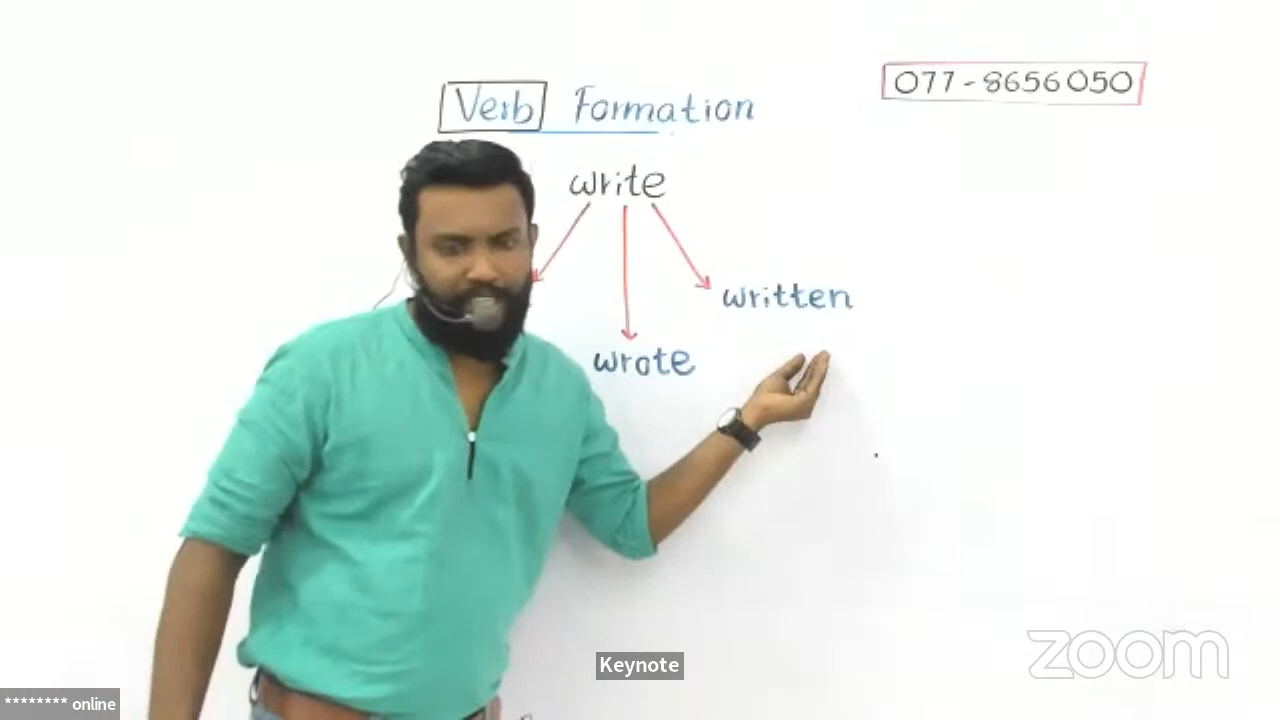 077-8656050
Verb Formation
write
written
wrote
Keynote
zoom
******** online